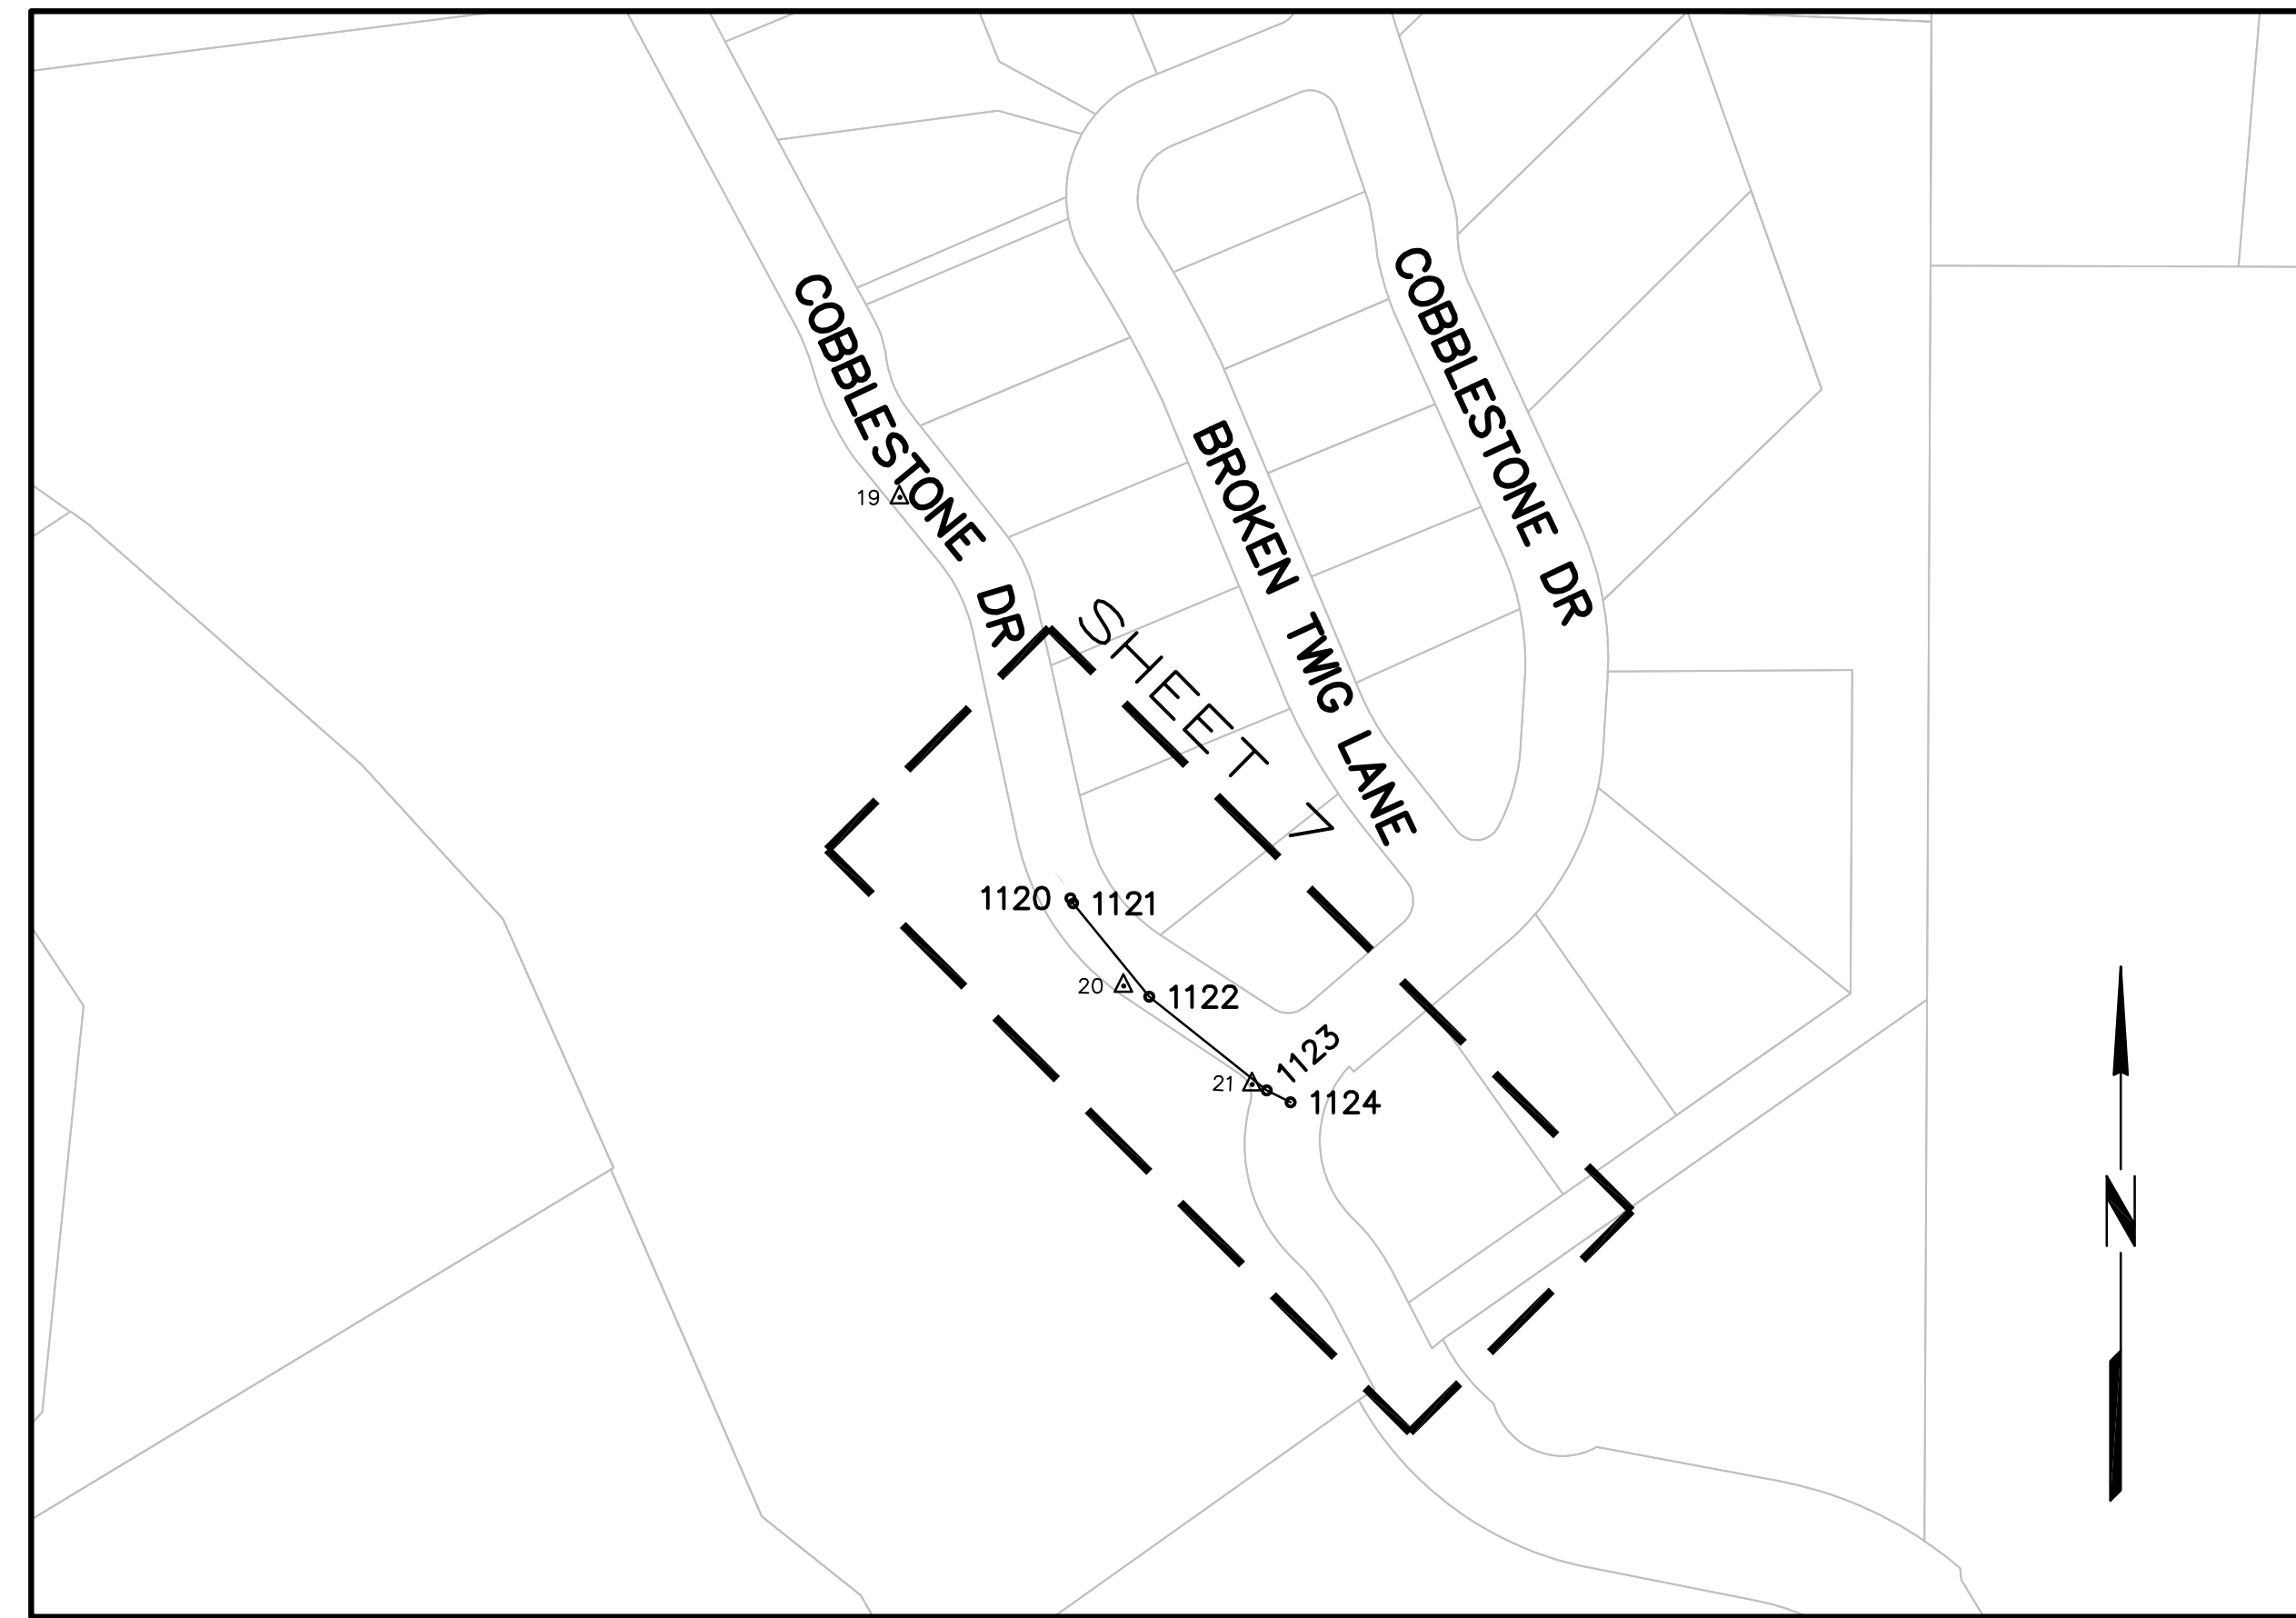 COBBLESTONE DR
COBBLESTONE DR
BROKEN TWIG LANE
19
SHEET 7
1120
1121
20
1122
1123
21
1124
N